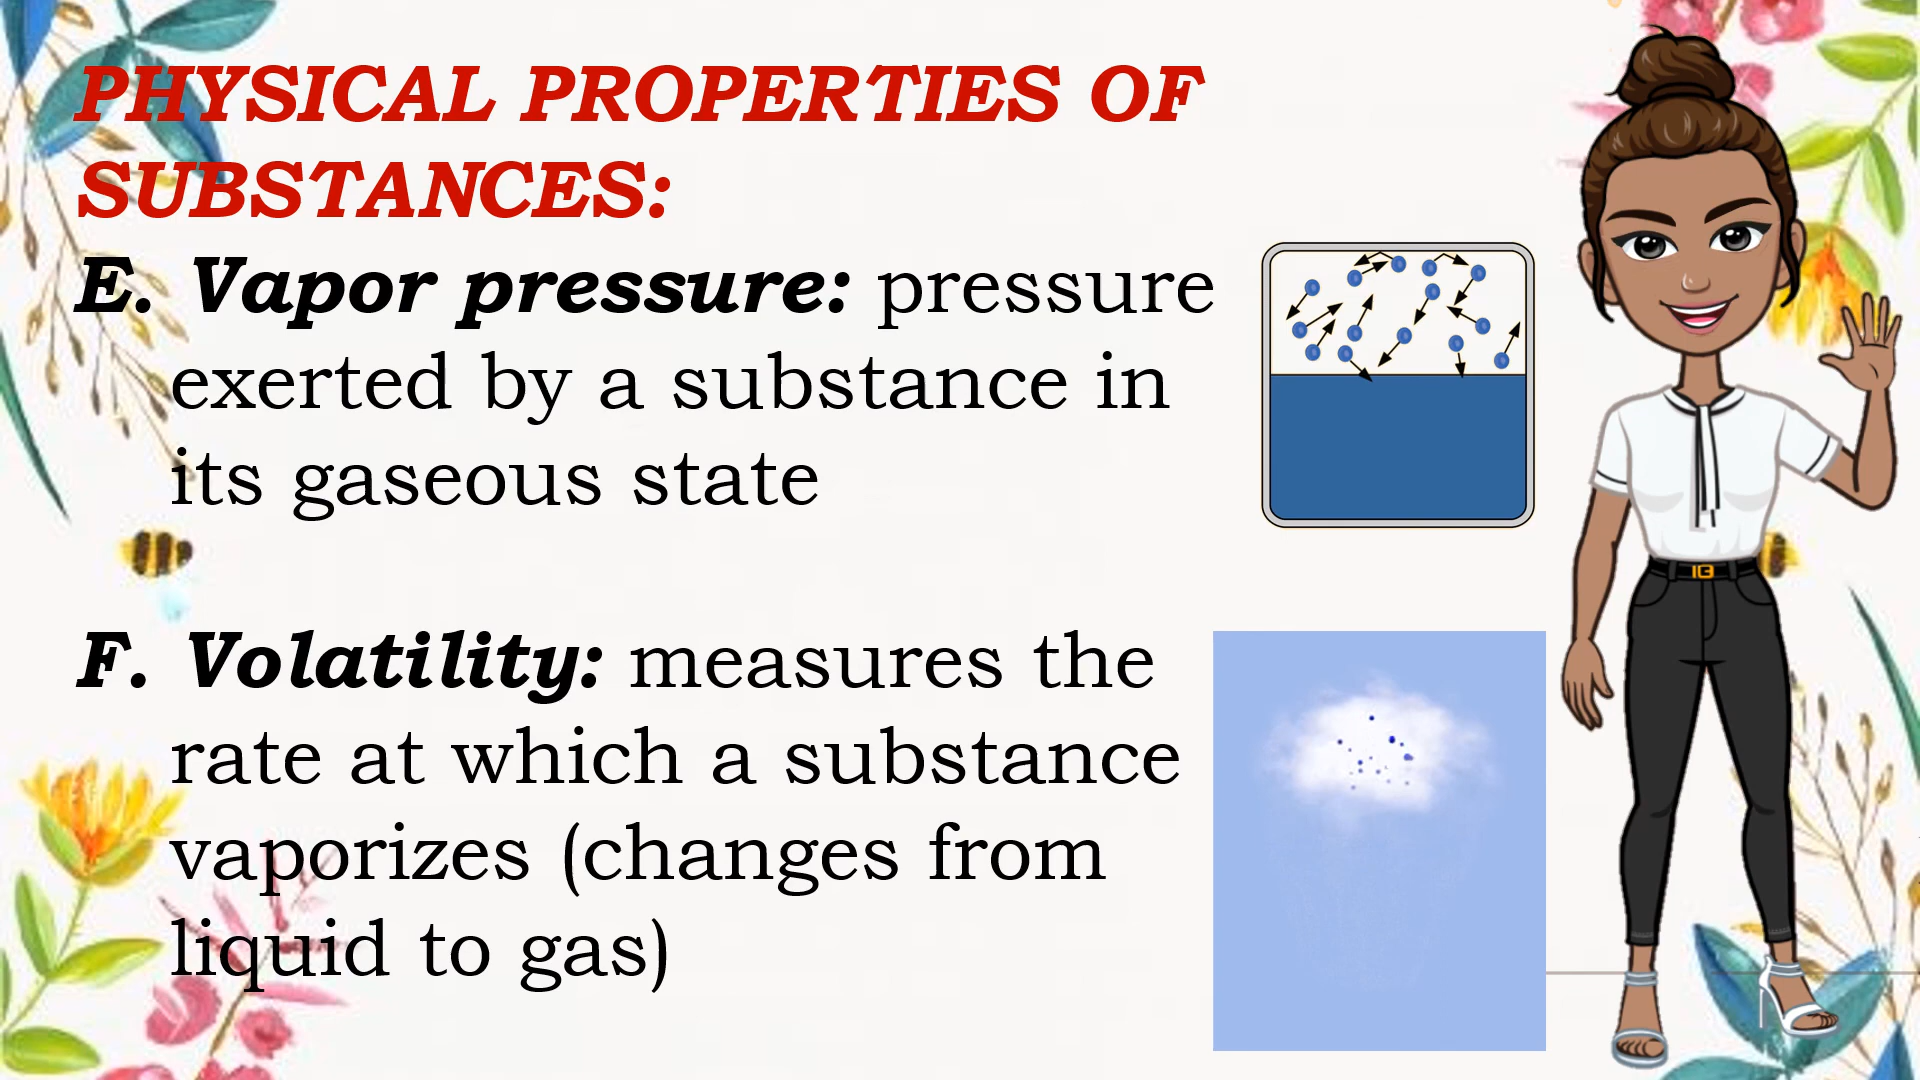 PHYSICAL PROPERTIES OF
SUBSTANCES:
E. Vapor pressure: pressure
exerted by a substance in
its gaseous state
F. Volatility: measures the
rate at which a substance
vaporizes (changes from
liquid to gas)